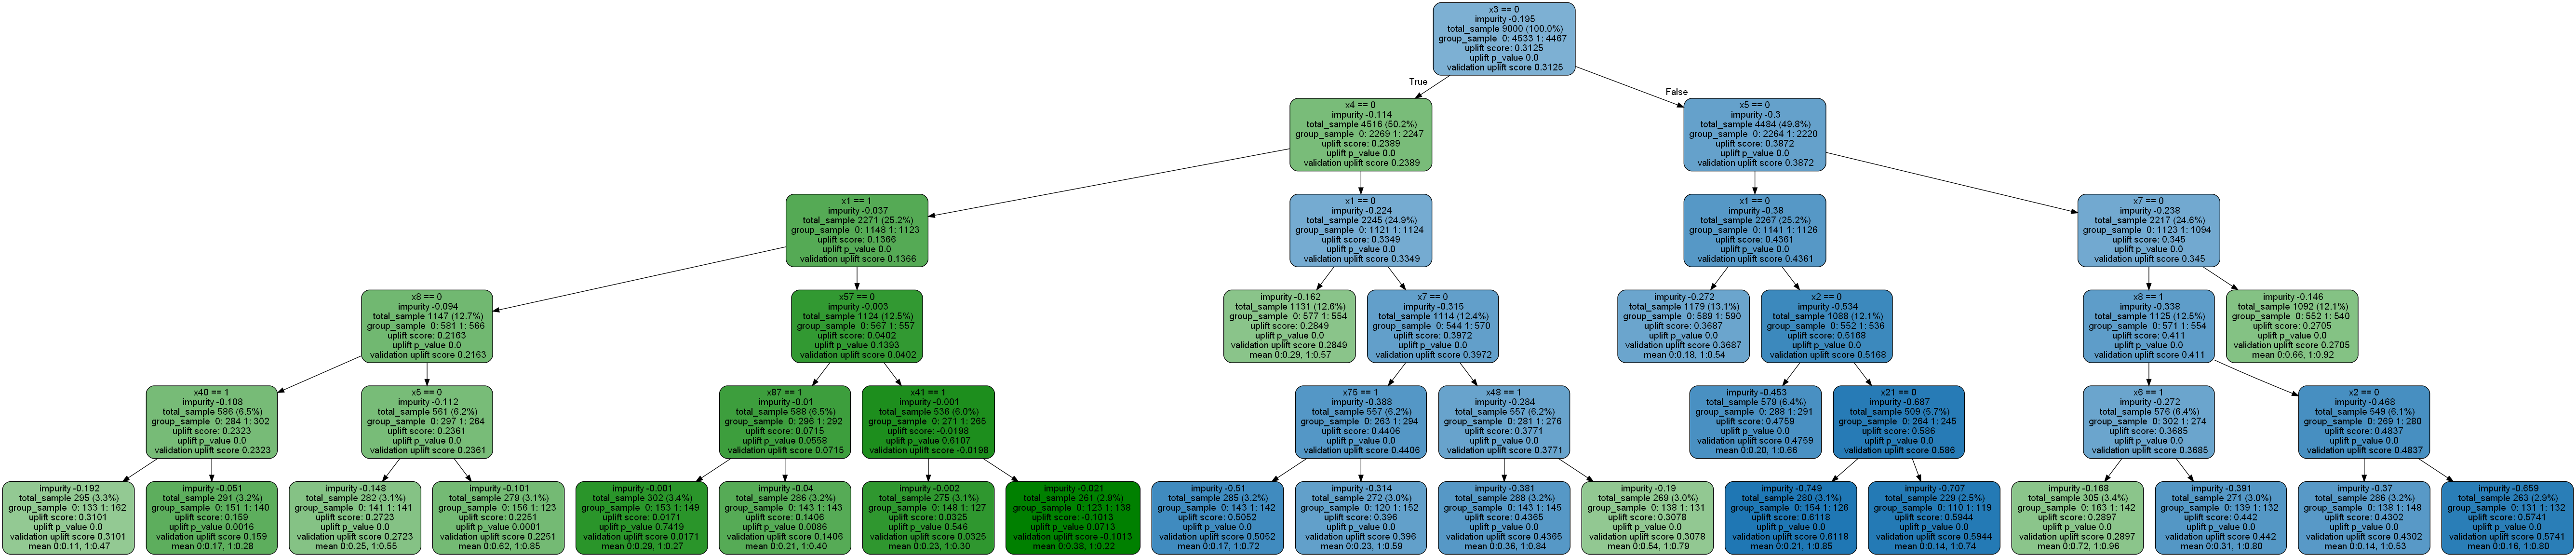 x3 == 0
impurity -0.195
total_sample 9000 (100.0%)
group_sample 0: 4533 1: 4467
uplift score: 0.3125
uplift p_value 0.0
validation uplift score 0.3125
True
False
x4 == 0
impurity -0.114
total_sample 4516 (50.2%)
group_sample 0: 2269 1: 2247
uplift score: 0.2389
uplift p_value 0.0
validation uplift score 0.2389
x5 == 0
impurity -0.3
total_sample 4484 (49.8%)
group_sample 0: 2264 1: 2220
uplift score: 0.3872
uplift p_value 0.0
validation uplift score 0.3872
x1 == 1
impurity -0.037
total_sample 2271 (25.2%)
group_sample 0: 1148 1: 1123
uplift score: 0.1366
uplift p_value 0.0
validation uplift score 0.1366
x1 == 0
impurity -0.224
total_sample 2245 (24.9%)
group_sample 0: 1121 1: 1124
uplift score: 0.3349
uplift p_value 0.0
validation uplift score 0.3349
x1 == 0
impurity -0.38
total_sample 2267 (25.2%)
group_sample 0: 1141 1: 1126
uplift score: 0.4361
uplift p_value 0.0
validation uplift score 0.4361
x7 == 0
impurity -0.238
total_sample 2217 (24.6%)
group_sample 0: 1123 1: 1094
uplift score: 0.345
uplift p_value 0.0
validation uplift score 0.345
x8 == 0
impurity -0.094
total_sample 1147 (12.7%)
group_sample 0: 581 1: 566
uplift score: 0.2163
uplift p_value 0.0
validation uplift score 0.2163
x57 == 0
impurity -0.003
total_sample 1124 (12.5%)
group_sample 0: 567 1: 557
uplift score: 0.0402
uplift p_value 0.1393
validation uplift score 0.0402
impurity -0.162
total_sample 1131 (12.6%)
group_sample 0: 577 1: 554
uplift score: 0.2849
uplift p_value 0.0
validation uplift score 0.2849
mean 0:0.29, 1:0.57
x7 == 0
impurity -0.315
total_sample 1114 (12.4%)
group_sample 0: 544 1: 570
uplift score: 0.3972
uplift p_value 0.0
validation uplift score 0.3972
impurity -0.272
total_sample 1179 (13.1%)
group_sample 0: 589 1: 590
uplift score: 0.3687
uplift p_value 0.0
validation uplift score 0.3687
mean 0:0.18, 1:0.54
x2 == 0
impurity -0.534
total_sample 1088 (12.1%)
group_sample 0: 552 1: 536
uplift score: 0.5168
uplift p_value 0.0
validation uplift score 0.5168
x8 == 1
impurity -0.338
total_sample 1125 (12.5%)
group_sample 0: 571 1: 554
uplift score: 0.411
uplift p_value 0.0
validation uplift score 0.411
impurity -0.146
total_sample 1092 (12.1%)
group_sample 0: 552 1: 540
uplift score: 0.2705
uplift p_value 0.0
validation uplift score 0.2705
mean 0:0.66, 1:0.92
x40 == 1
impurity -0.108
total_sample 586 (6.5%)
group_sample 0: 284 1: 302
uplift score: 0.2323
uplift p_value 0.0
validation uplift score 0.2323
x5 == 0
impurity -0.112
total_sample 561 (6.2%)
group_sample 0: 297 1: 264
uplift score: 0.2361
uplift p_value 0.0
validation uplift score 0.2361
x87 == 1
impurity -0.01
total_sample 588 (6.5%)
group_sample 0: 296 1: 292
uplift score: 0.0715
uplift p_value 0.0558
validation uplift score 0.0715
x41 == 1
impurity -0.001
total_sample 536 (6.0%)
group_sample 0: 271 1: 265
uplift score: -0.0198
uplift p_value 0.6107
validation uplift score -0.0198
x75 == 1
impurity -0.388
total_sample 557 (6.2%)
group_sample 0: 263 1: 294
uplift score: 0.4406
uplift p_value 0.0
validation uplift score 0.4406
x48 == 1
impurity -0.284
total_sample 557 (6.2%)
group_sample 0: 281 1: 276
uplift score: 0.3771
uplift p_value 0.0
validation uplift score 0.3771
impurity -0.453
total_sample 579 (6.4%)
group_sample 0: 288 1: 291
uplift score: 0.4759
uplift p_value 0.0
validation uplift score 0.4759
mean 0:0.20, 1:0.66
x21 == 0
impurity -0.687
total_sample 509 (5.7%)
group_sample 0: 264 1: 245
uplift score: 0.586
uplift p_value 0.0
validation uplift score 0.586
x6 == 1
impurity -0.272
total_sample 576 (6.4%)
group_sample 0: 302 1: 274
uplift score: 0.3685
uplift p_value 0.0
validation uplift score 0.3685
x2 == 0
impurity -0.468
total_sample 549 (6.1%)
group_sample 0: 269 1: 280
uplift score: 0.4837
uplift p_value 0.0
validation uplift score 0.4837
impurity -0.192
total_sample 295 (3.3%)
group_sample 0: 133 1: 162
uplift score: 0.3101
uplift p_value 0.0
validation uplift score 0.3101
mean 0:0.11, 1:0.47
impurity -0.051
total_sample 291 (3.2%)
group_sample 0: 151 1: 140
uplift score: 0.159
uplift p_value 0.0016
validation uplift score 0.159
mean 0:0.17, 1:0.28
impurity -0.148
total_sample 282 (3.1%)
group_sample 0: 141 1: 141
uplift score: 0.2723
uplift p_value 0.0
validation uplift score 0.2723
mean 0:0.25, 1:0.55
impurity -0.101
total_sample 279 (3.1%)
group_sample 0: 156 1: 123
uplift score: 0.2251
uplift p_value 0.0001
validation uplift score 0.2251
mean 0:0.62, 1:0.85
impurity -0.001
total_sample 302 (3.4%)
group_sample 0: 153 1: 149
uplift score: 0.0171
uplift p_value 0.7419
validation uplift score 0.0171
mean 0:0.29, 1:0.27
impurity -0.04
total_sample 286 (3.2%)
group_sample 0: 143 1: 143
uplift score: 0.1406
uplift p_value 0.0086
validation uplift score 0.1406
mean 0:0.21, 1:0.40
impurity -0.002
total_sample 275 (3.1%)
group_sample 0: 148 1: 127
uplift score: 0.0325
uplift p_value 0.546
validation uplift score 0.0325
mean 0:0.23, 1:0.30
impurity -0.021
total_sample 261 (2.9%)
group_sample 0: 123 1: 138
uplift score: -0.1013
uplift p_value 0.0713
validation uplift score -0.1013
mean 0:0.38, 1:0.22
impurity -0.51
total_sample 285 (3.2%)
group_sample 0: 143 1: 142
uplift score: 0.5052
uplift p_value 0.0
validation uplift score 0.5052
mean 0:0.17, 1:0.72
impurity -0.314
total_sample 272 (3.0%)
group_sample 0: 120 1: 152
uplift score: 0.396
uplift p_value 0.0
validation uplift score 0.396
mean 0:0.23, 1:0.59
impurity -0.381
total_sample 288 (3.2%)
group_sample 0: 143 1: 145
uplift score: 0.4365
uplift p_value 0.0
validation uplift score 0.4365
mean 0:0.36, 1:0.84
impurity -0.19
total_sample 269 (3.0%)
group_sample 0: 138 1: 131
uplift score: 0.3078
uplift p_value 0.0
validation uplift score 0.3078
mean 0:0.54, 1:0.79
impurity -0.749
total_sample 280 (3.1%)
group_sample 0: 154 1: 126
uplift score: 0.6118
uplift p_value 0.0
validation uplift score 0.6118
mean 0:0.21, 1:0.85
impurity -0.707
total_sample 229 (2.5%)
group_sample 0: 110 1: 119
uplift score: 0.5944
uplift p_value 0.0
validation uplift score 0.5944
mean 0:0.14, 1:0.74
impurity -0.168
total_sample 305 (3.4%)
group_sample 0: 163 1: 142
uplift score: 0.2897
uplift p_value 0.0
validation uplift score 0.2897
mean 0:0.72, 1:0.96
impurity -0.391
total_sample 271 (3.0%)
group_sample 0: 139 1: 132
uplift score: 0.442
uplift p_value 0.0
validation uplift score 0.442
mean 0:0.31, 1:0.80
impurity -0.37
total_sample 286 (3.2%)
group_sample 0: 138 1: 148
uplift score: 0.4302
uplift p_value 0.0
validation uplift score 0.4302
mean 0:0.14, 1:0.53
impurity -0.659
total_sample 263 (2.9%)
group_sample 0: 131 1: 132
uplift score: 0.5741
uplift p_value 0.0
validation uplift score 0.5741
mean 0:0.16, 1:0.80